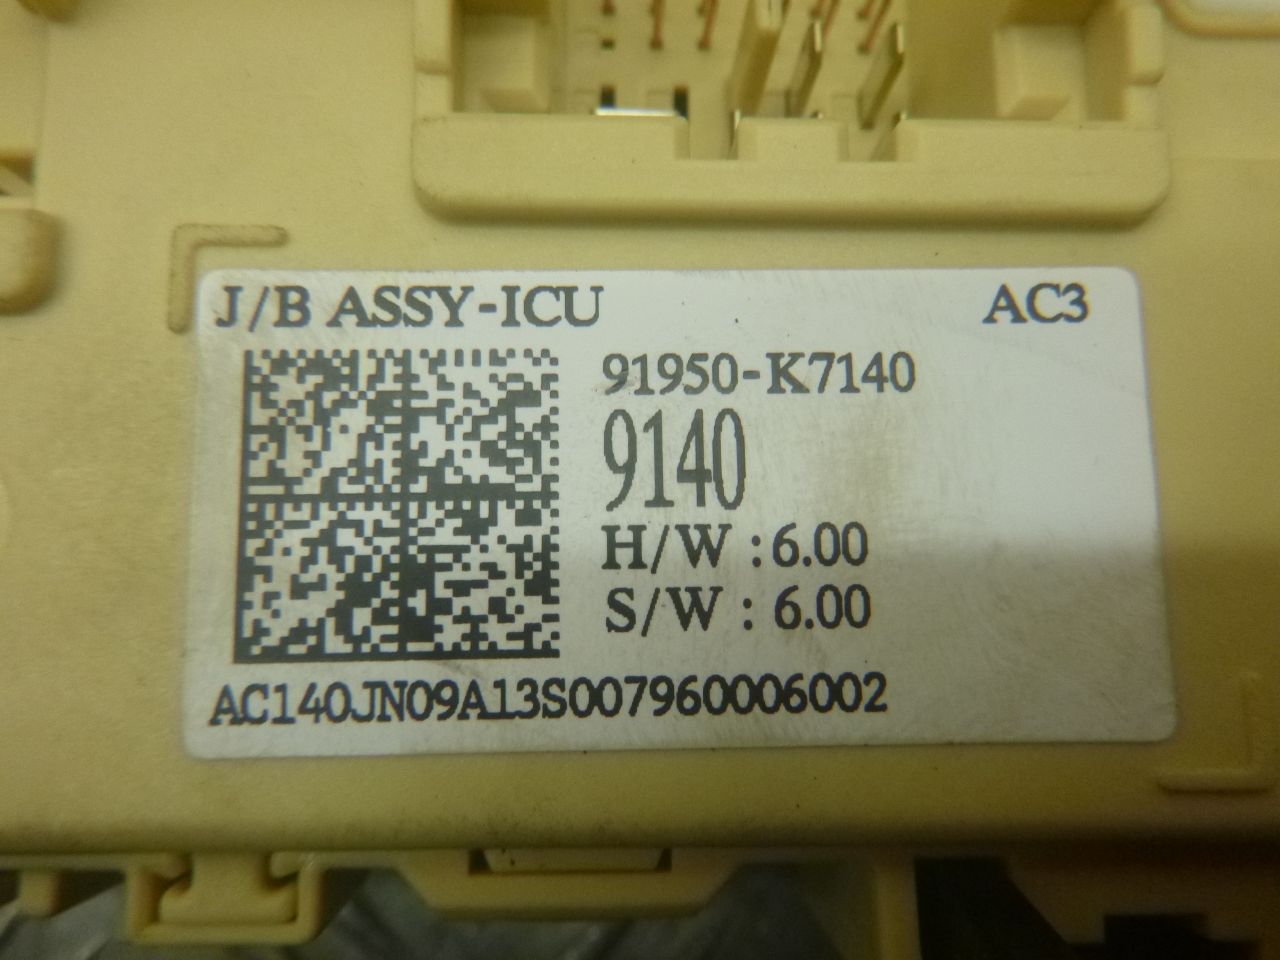 J/B ASSY-ICU AC3
91950-K7140
9140
H/W : 6.00
S/W : 6.00
AC140JN09A13S007960006002